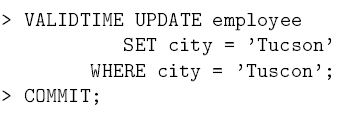 > VALIDTIME UPDATE employee
SET city = ’Tucson’
WHERE city = ’Tuscon’;
> COMMIT;